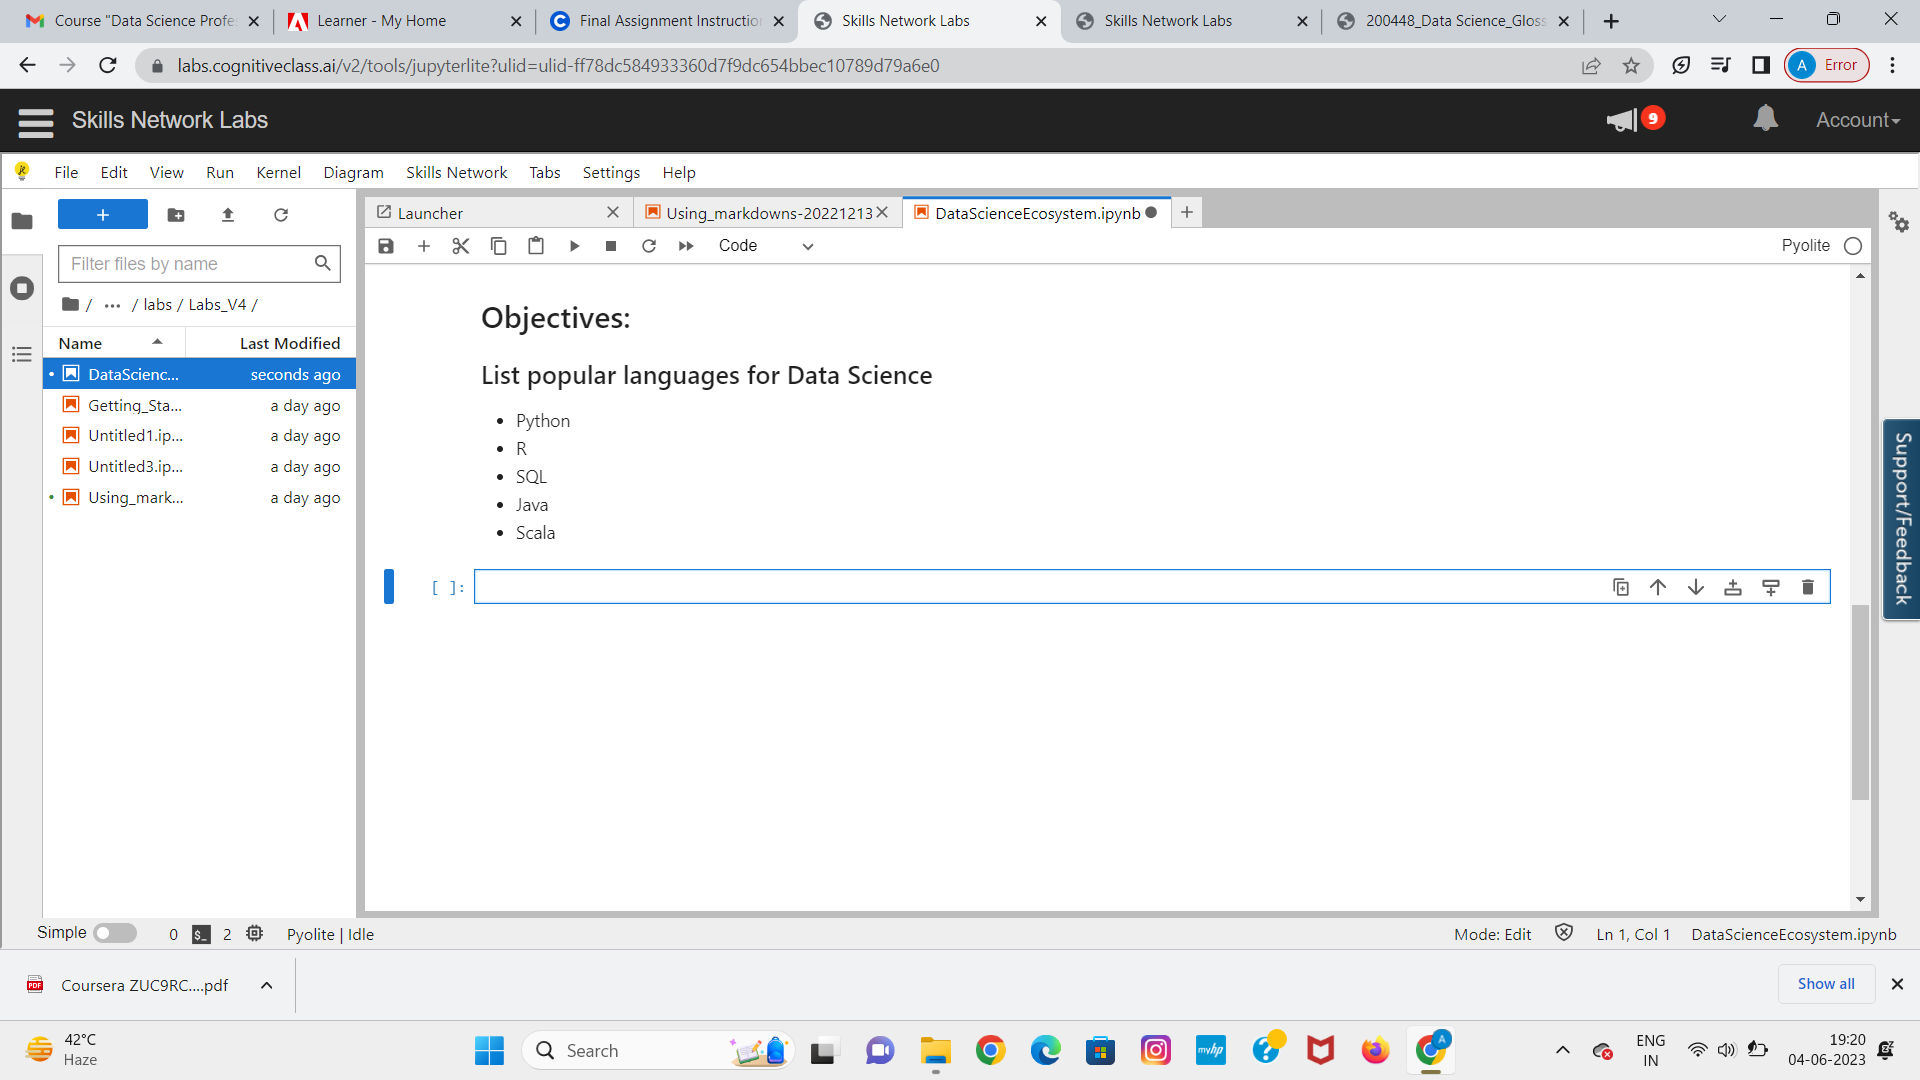 Course "Data Science Profe
Learner - My Home
Final Assignment Instructio
Skills Network Labs
Skills Network Labs
200448_Data Science_Gloss
labs.cognitiveclass.ai/v2/tools/jupyterlite?ulid=ulid-ff78dc584933360d7f9dc654bbec10789d79a6e0
A Error
Skills Network Labs
9
Account
File Edit View Run Kernel Diagram Skills Network Tabs Settings Help
Launcher
Using_markdowns-20221213
DataScienceEcosystem.ipynb
Code
Pyolite
Filter files by name
/ ... / labs / Labs_V4 /
Name Last Modified
DataScienc... seconds ago
Getting_Sta... a day ago
Untitled1.ip... a day ago
Untitled3.ip... a day ago
Using_mark... a day ago
Objectives:
List popular languages for Data Science
• Python
• R
• SQL
• Java
• Scala
[ ]:
Support/Feedback
Simple 0 $_ 2 Pyolite | Idle
Mode: Edit Ln 1, Col 1 DataScienceEcosystem.ipynb
PDF Coursera ZUC9RC....pdf
Show all
42°C
Haze
Search
myhp
A
ENG
IN
19:20
04-06-2023